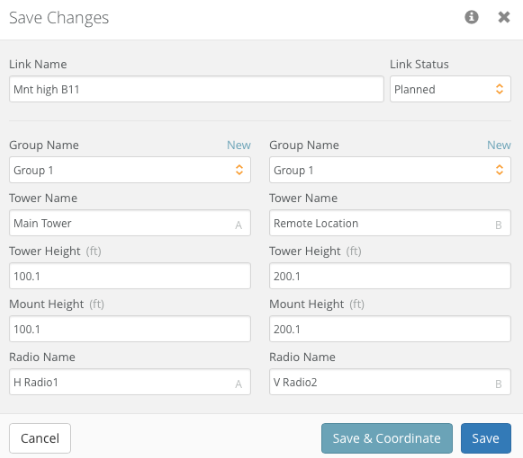 Save Changes
Link Name Link Status
Mnt high B11 Planned
Group Name New Group Name New
Group 1 Group 1
Tower Name Tower Name
Main Tower A Remote Location B
Tower Height (ft) Tower Height (ft)
100.1 200.1
Mount Height (ft) Mount Height (ft)
100.1 200.1
Radio Name Radio Name
H Radio1 A V Radio2 B
Cancel Save & Coordinate Save